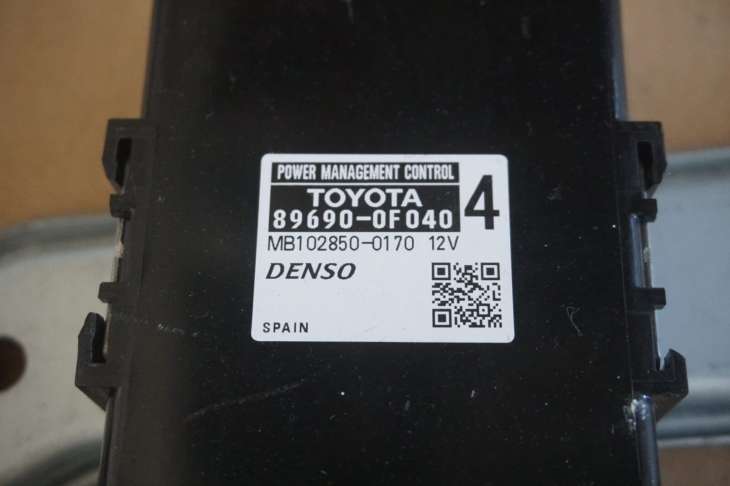 POWER MANAGEMENT CONTROL
TOYOTA
89690-0F040 4
MB102850-0170 12V
DENSO
SPAIN